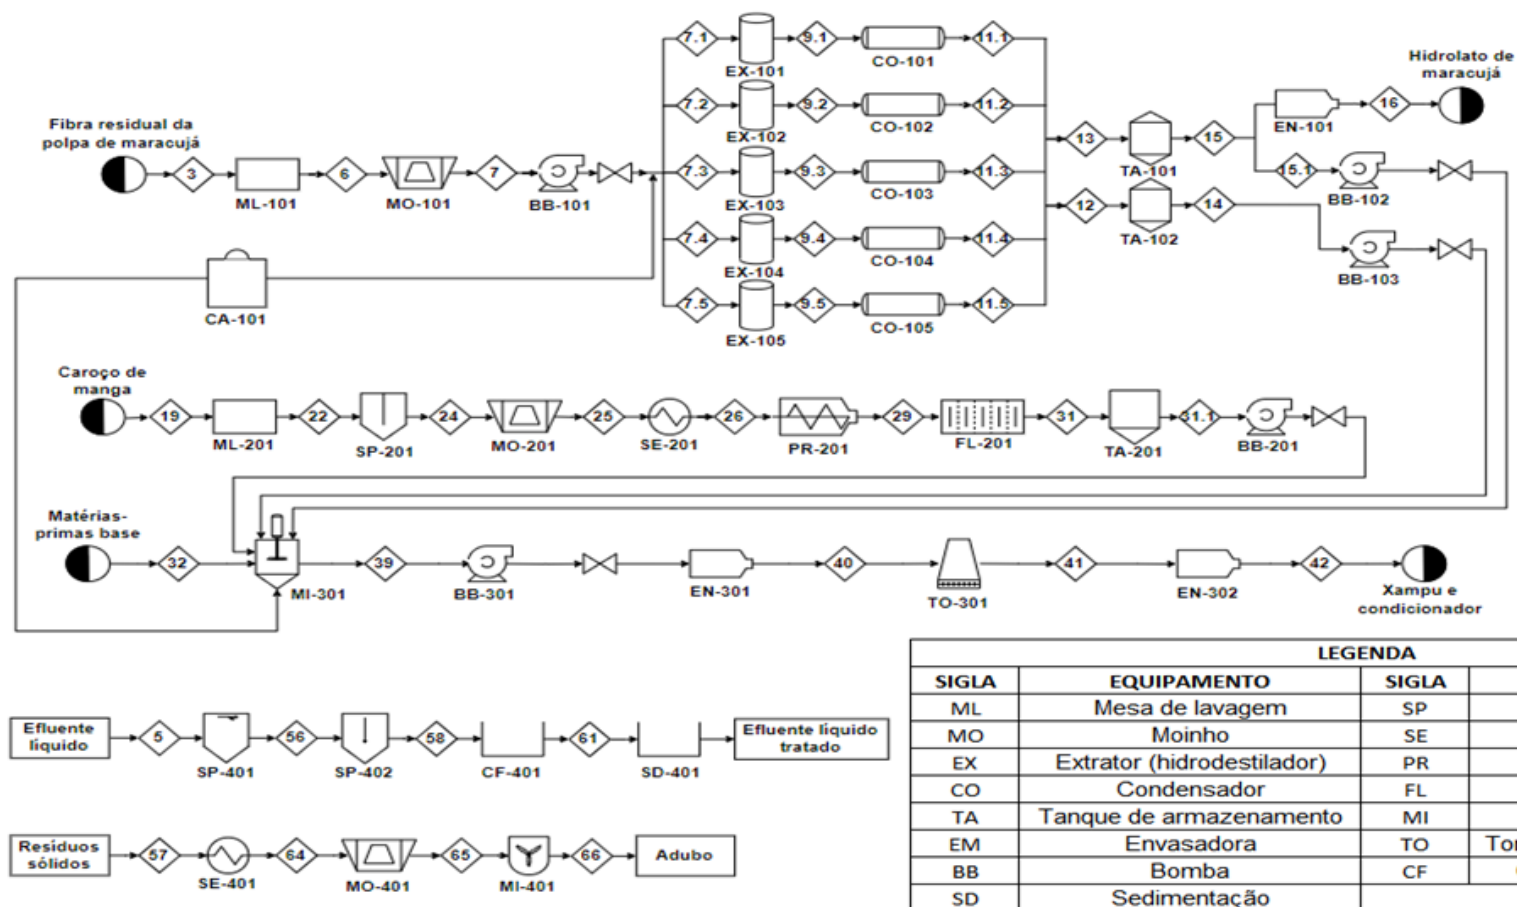 7.1
9.1
11.1
EX-101
CO-101
Hidrolato de
maracujá
7.2
9.2
11.2
EX-102
CO-102
16
EN-101
Fibra residual da
polpa de maracujá
3
6
7
ML-101
MO-101
BB-101
7.3
9.3
11.3
EX-103
CO-103
13
15
TA-101
15.1
BB-102
12
14
TA-102
BB-103
7.4
9.4
11.4
EX-104
CO-104
CA-101
7.5
9.5
11.5
EX-105
CO-105
Caroço de
manga
19
22
24
25
26
29
31
31.1
ML-201
SP-201
MO-201
SE-201
PR-201
FL-201
TA-201
BB-201
Matérias-
primas base
32
39
40
41
42
MI-301
BB-301
EN-301
TO-301
EN-302
Xampu e
condicionador
Efluente
líquido
5
56
58
61
Efluente líquido
tratado
SP-401
SP-402
CF-401
SD-401
Resíduos
sólidos
57
64
65
66
Adubo
SE-401
MO-401
MI-401
LEGENDA
SIGLA EQUIPAMENTO SIGLA
ML Mesa de lavagem SP
MO Moinho SE
EX Extrator (hidrodestilador) PR
CO Condensador FL
TA Tanque de armazenamento MI
EM Envasadora TO
BB Bomba CF
SD Sedimentação